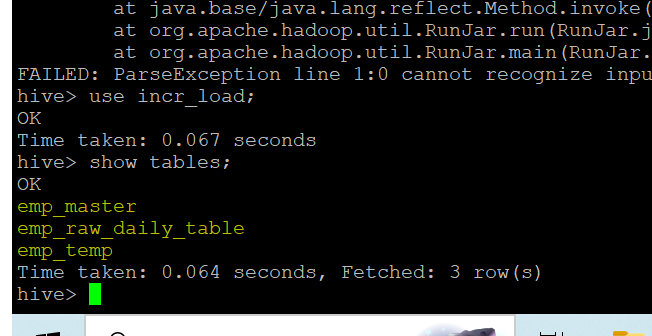 at java.base/java.lang.reflect.Method.invoke(
at org.apache.hadoop.util.RunJar.run(RunJar.j
at org.apache.hadoop.util.RunJar.main(RunJar.
FAILED: ParseException line 1:0 cannot recognize inpu
hive> use incr_load;
OK
Time taken: 0.067 seconds
hive> show tables;
OK
emp_master
emp_raw_daily_table
emp_temp
Time taken: 0.064 seconds, Fetched: 3 row(s)
hive>